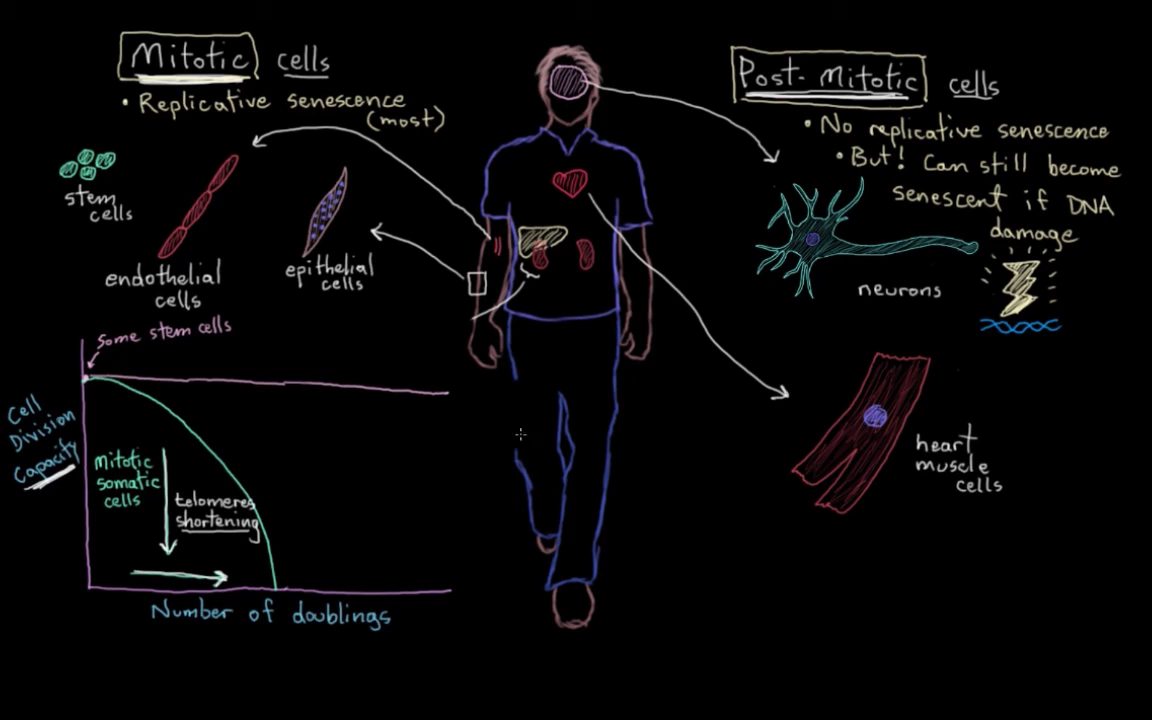 Mitotic cells
• Replicative senescence
(most)
stem
cells
endothelial
cells
epithelial
cells
some stem cells
Cell
Division
Capacity
Mitotic
somatic
cells
telomeres
shortening
Number of doublings
Post-mitotic cells
• No replicative senescence
• But! Can still become
senescent if DNA
damage
neurons
heart
muscle
cells